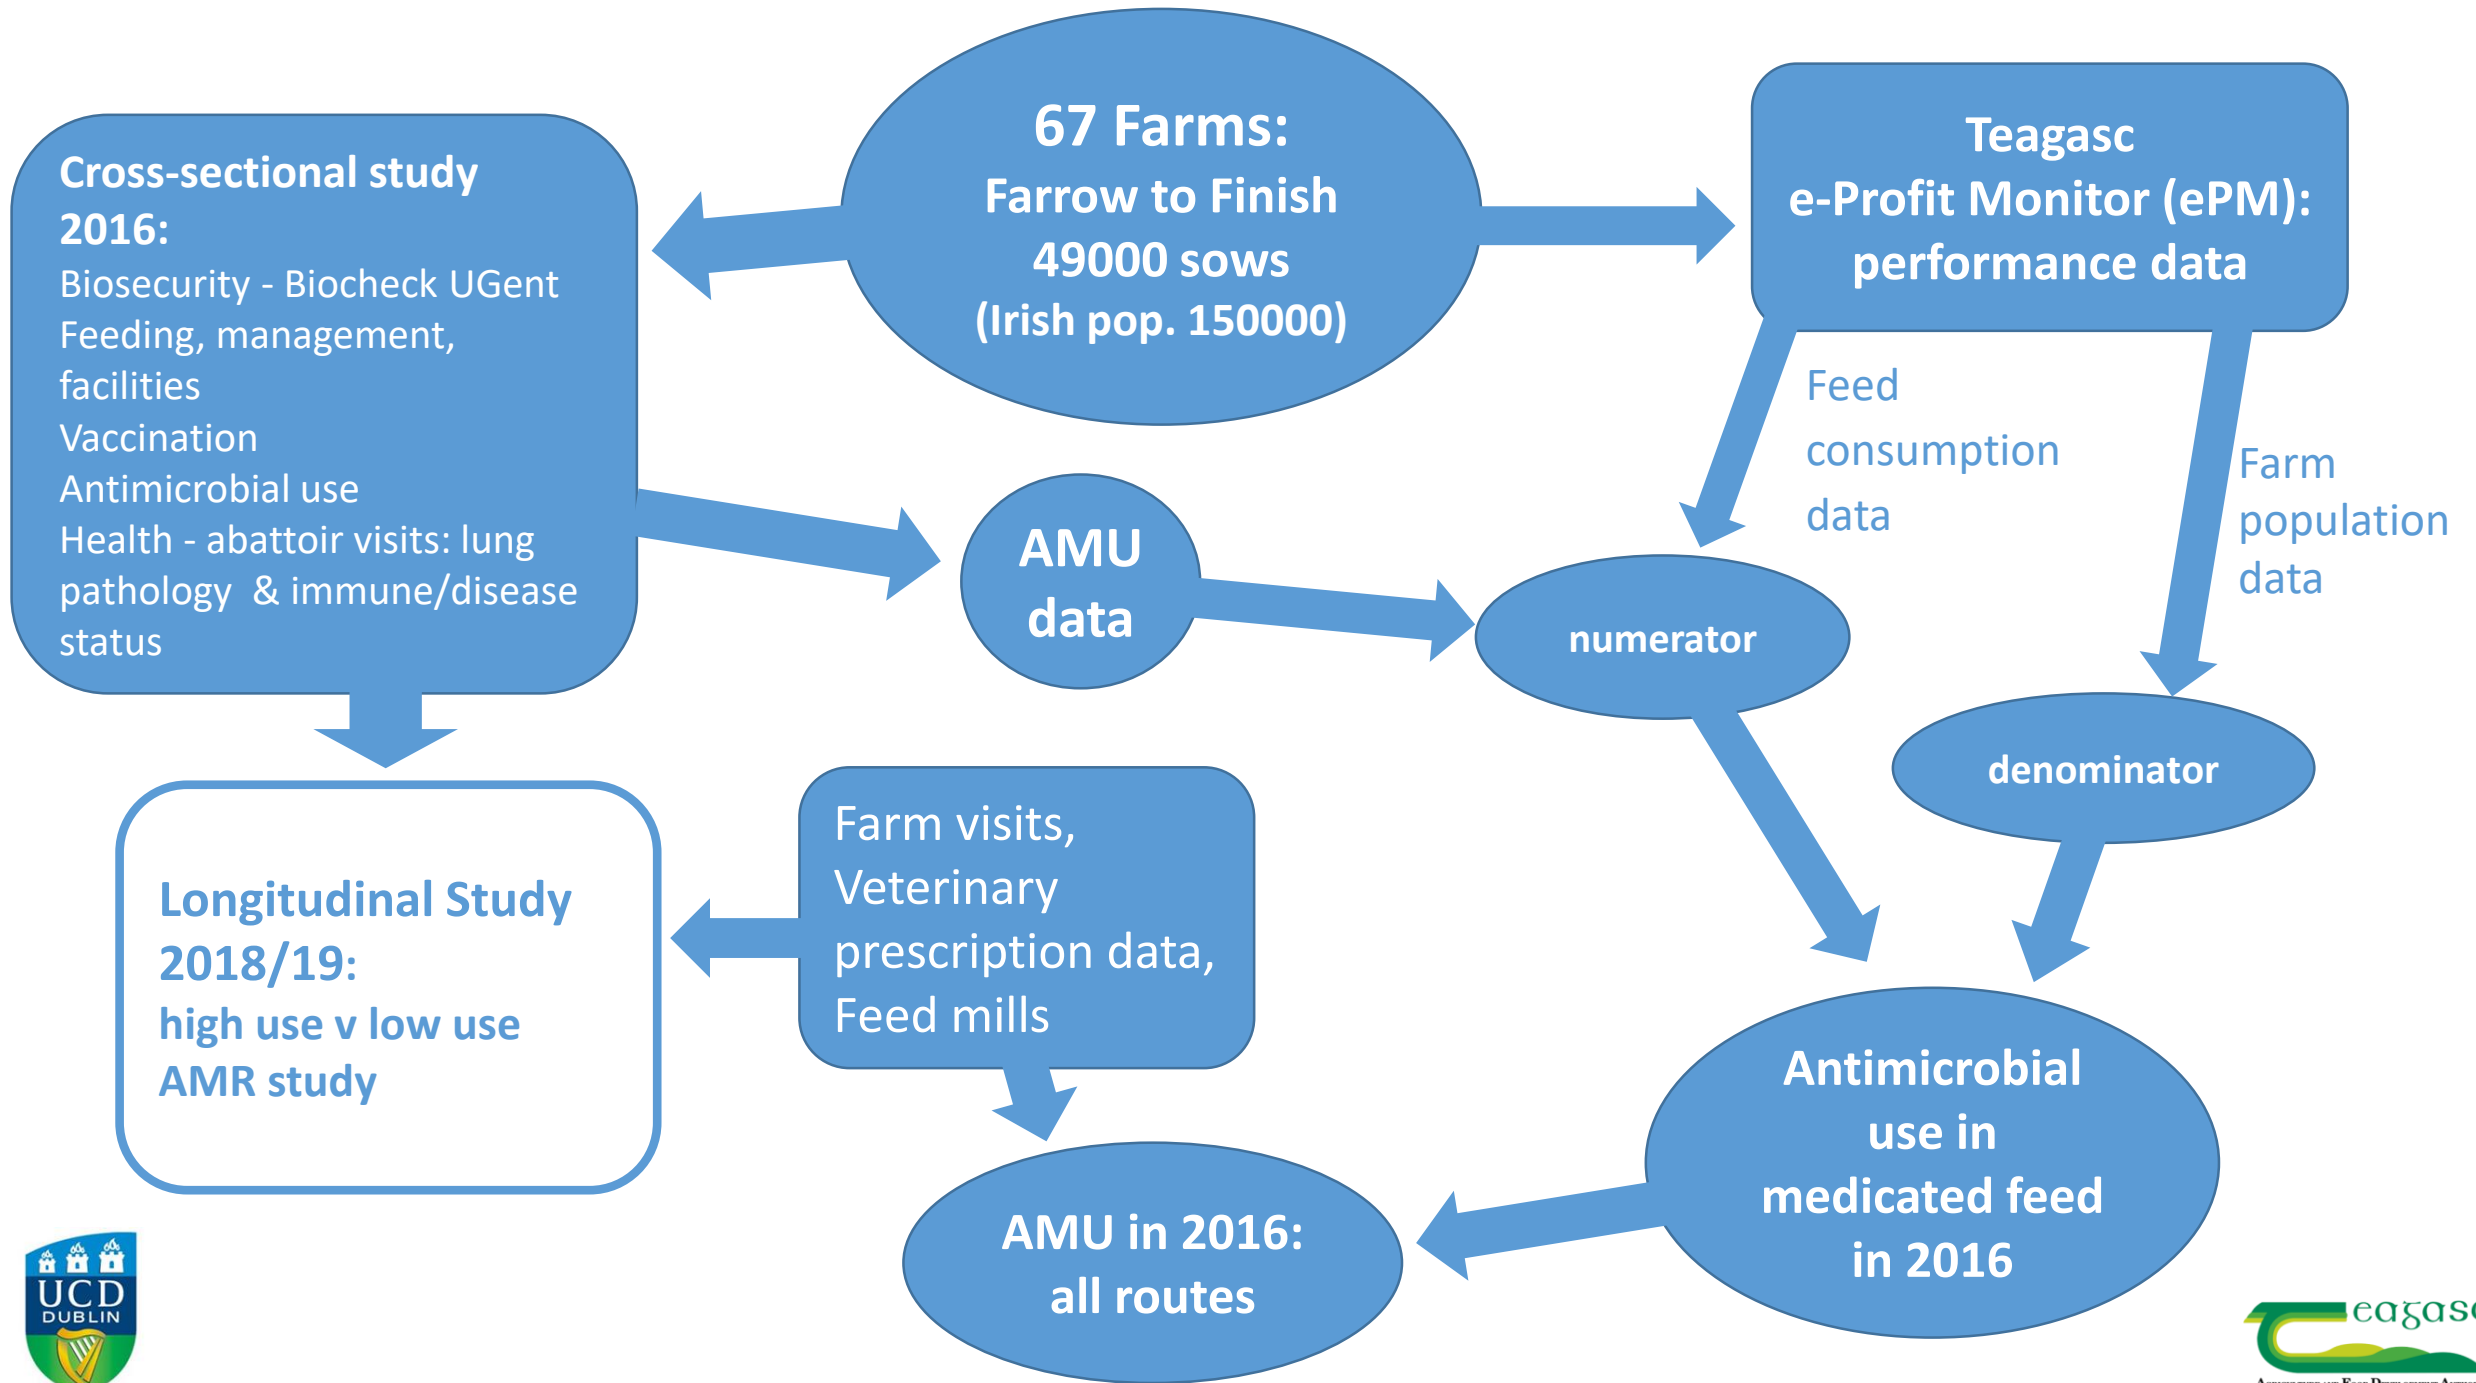 67 Farms:
Farrow to Finish
49000 sows
(Irish pop. 150000)
Cross-sectional study
2016:
Biosecurity - Biocheck UGent
Feeding, management,
facilities
Vaccination
Antimicrobial use
Health - abattoir visits: lung
pathology & immune/disease
status
Teagasc
e-Profit Monitor (ePM):
performance data
Feed
consumption
data
Farm
population
data
AMU
data
numerator
denominator
Longitudinal Study
2018/19:
high use v low use
AMR study
Farm visits,
Veterinary
prescription data,
Feed mills
Antimicrobial
use in
medicated feed
in 2016
AMU in 2016:
all routes
UCD
DUBLIN
eagasc